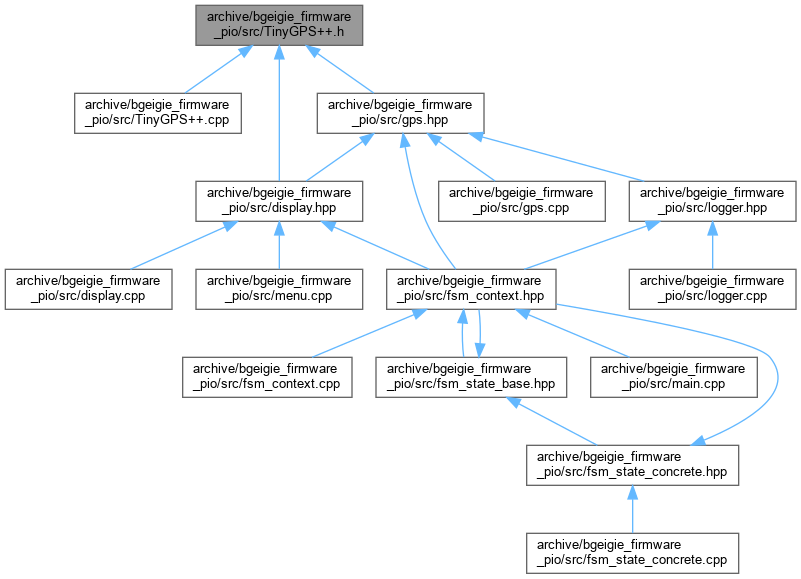 archive/bgeigie_firmware
_pio/src/TinyGPS++.h
archive/bgeigie_firmware
_pio/src/TinyGPS++.cpp
archive/bgeigie_firmware
_pio/src/gps.hpp
archive/bgeigie_firmware
_pio/src/display.hpp
archive/bgeigie_firmware
_pio/src/gps.cpp
archive/bgeigie_firmware
_pio/src/logger.hpp
archive/bgeigie_firmware
_pio/src/display.cpp
archive/bgeigie_firmware
_pio/src/menu.cpp
archive/bgeigie_firmware
_pio/src/fsm_context.hpp
archive/bgeigie_firmware
_pio/src/logger.cpp
archive/bgeigie_firmware
_pio/src/fsm_context.cpp
archive/bgeigie_firmware
_pio/src/fsm_state_base.hpp
archive/bgeigie_firmware
_pio/src/main.cpp
archive/bgeigie_firmware
_pio/src/fsm_state_concrete.hpp
archive/bgeigie_firmware
_pio/src/fsm_state_concrete.cpp